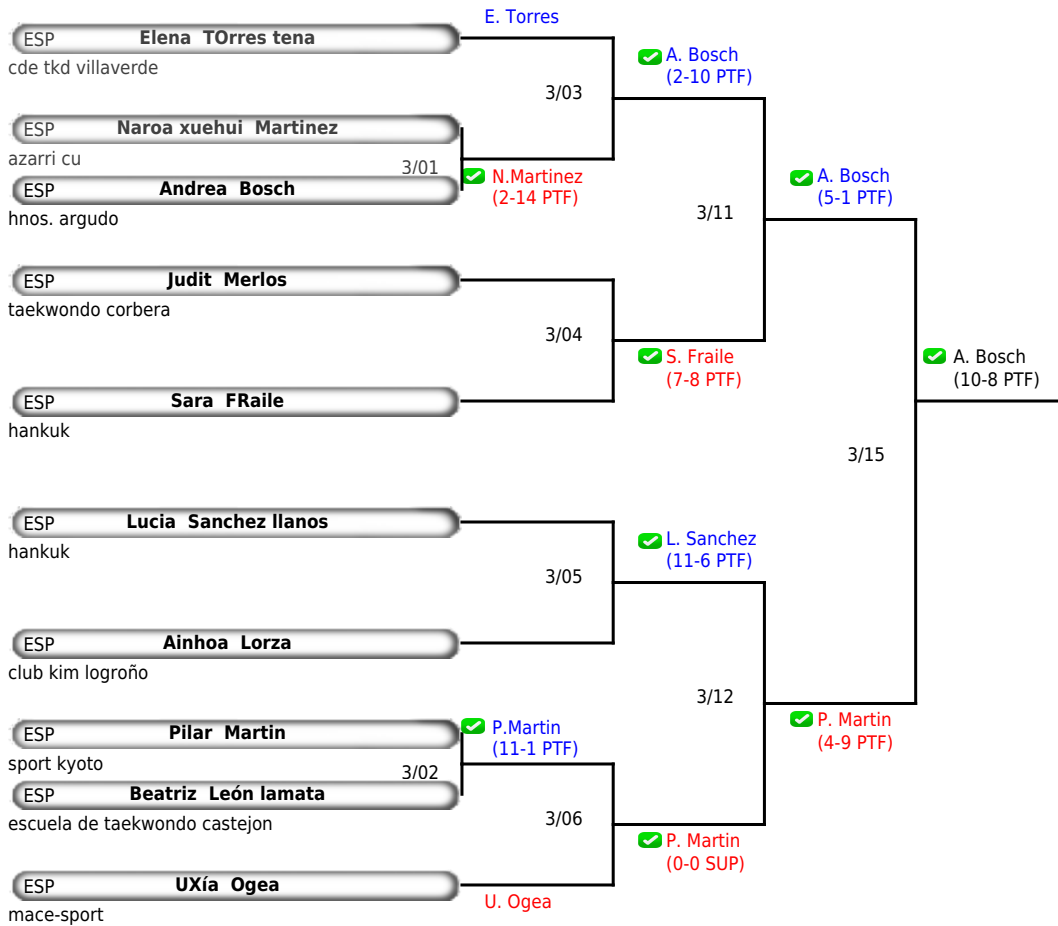 E. Torres
ESP Elena TOrres tena
cde tkd villaverde
A. Bosch
(2-10 PTF)
3/03
ESP Naroa xuehui Martinez
azarri cu
3/01
N.Martinez
(2-14 PTF)
ESP Andrea Bosch
hnos. argudo
A. Bosch
(5-1 PTF)
3/11
ESP Judit Merlos
taekwondo corbera
3/04
S. Fraile
(7-8 PTF)
A. Bosch
(10-8 PTF)
ESP Sara FRaile
hankuk
3/15
ESP Lucia Sanchez llanos
hankuk
L. Sanchez
(11-6 PTF)
3/05
ESP Ainhoa Lorza
club kim logroño
3/12
P. Martin
(4-9 PTF)
ESP Pilar Martin
sport kyoto
P.Martin
(11-1 PTF)
3/02
ESP Beatriz León lamata
escuela de taekwondo castejon
3/06
P. Martin
(0-0 SUP)
ESP UXía Ogea
mace-sport
U. Ogea